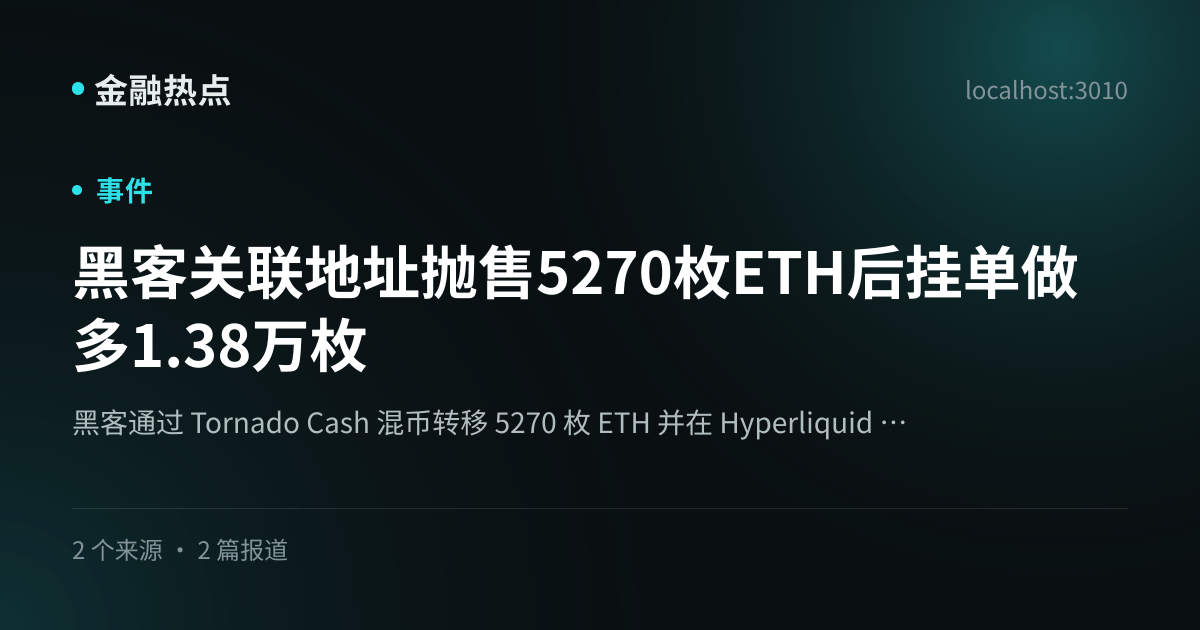 金融热点
localhost:3010
事件
黑客关联地址抛售5270枚ETH后挂单做
多1.38万枚
黑客通过 Tornado Cash 混币转移 5270 枚 ETH 并在 Hyperliquid …
2 个来源 · 2 篇报道